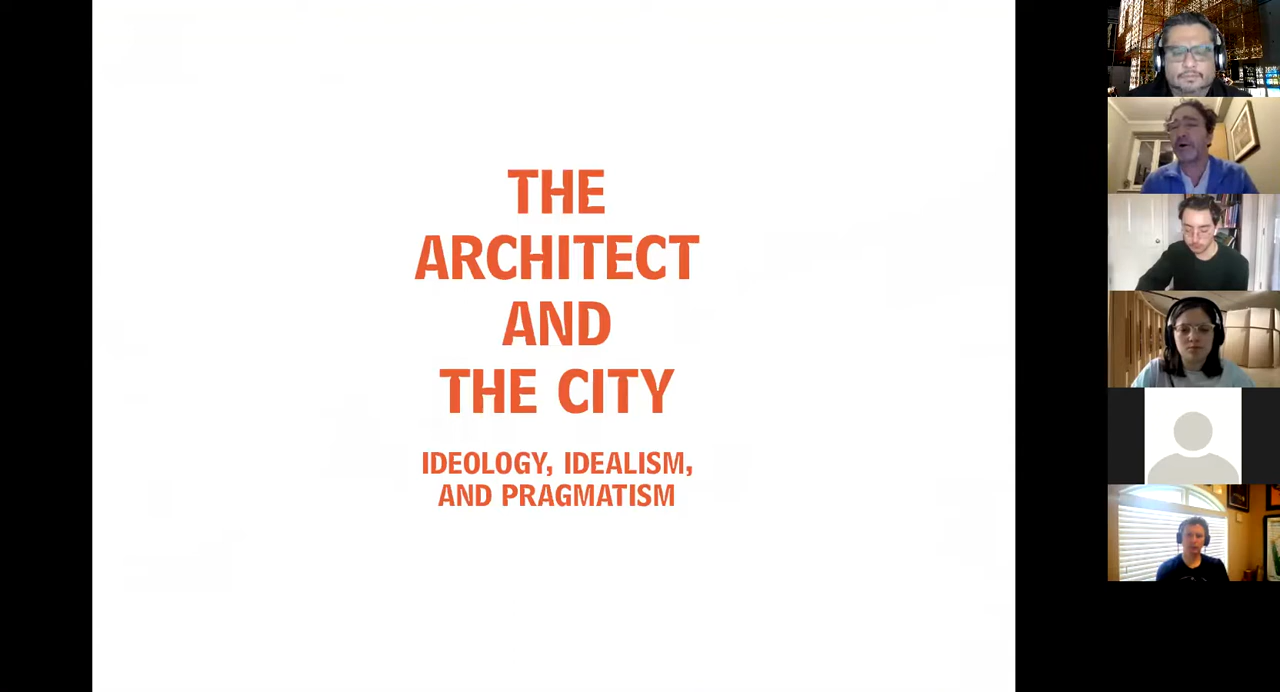 THE
ARCHITECT
AND
THE CITY
IDEOLOGY, IDEALISM,
AND PRAGMATISM